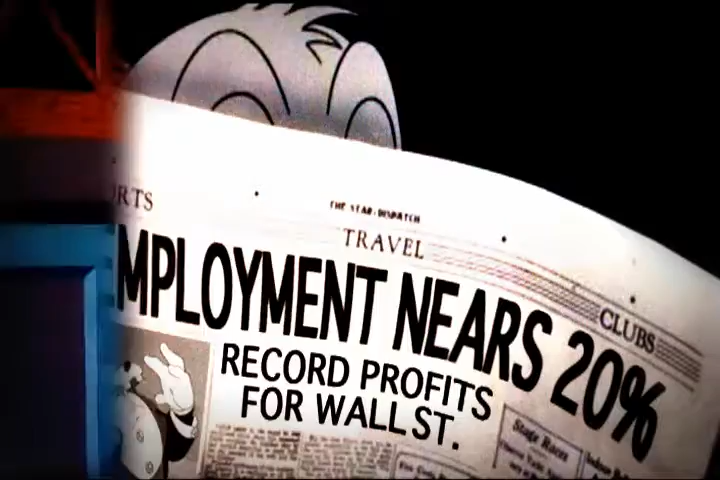 RTS
THE STAR-DISPATCH
TRAVEL
CLUBS
MPLOYMENT NEARS 20%
RECORD PROFITS
FOR WALL ST.
Stage Races